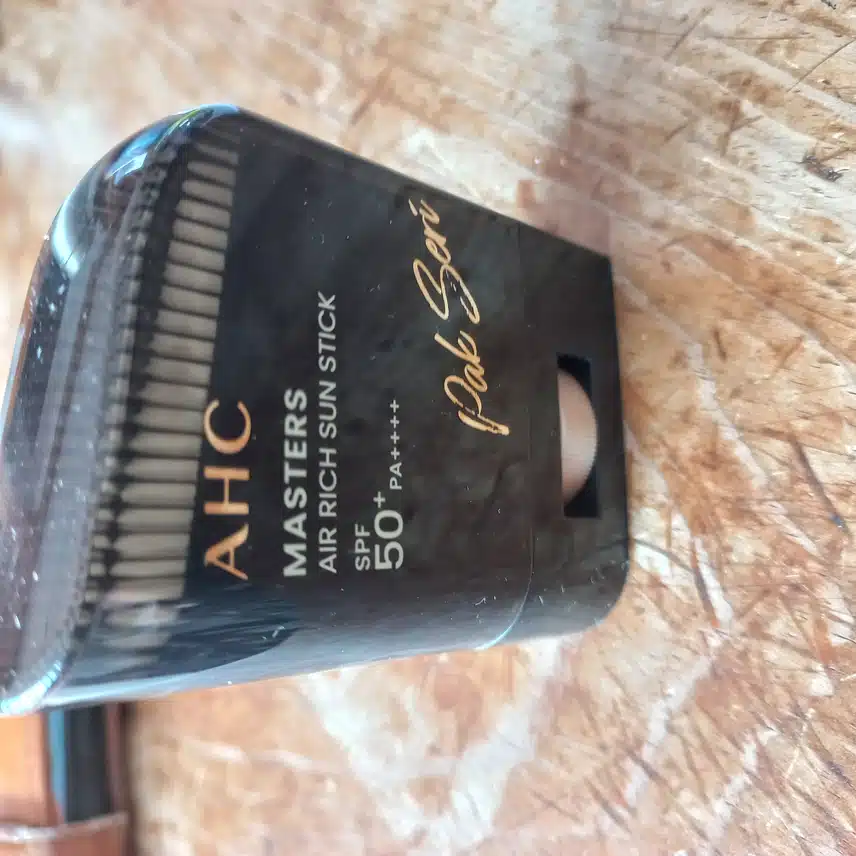 AHC
MASTERS
AIR RICH SUN STICK
SPF
50+ PA++++
Pak Seri